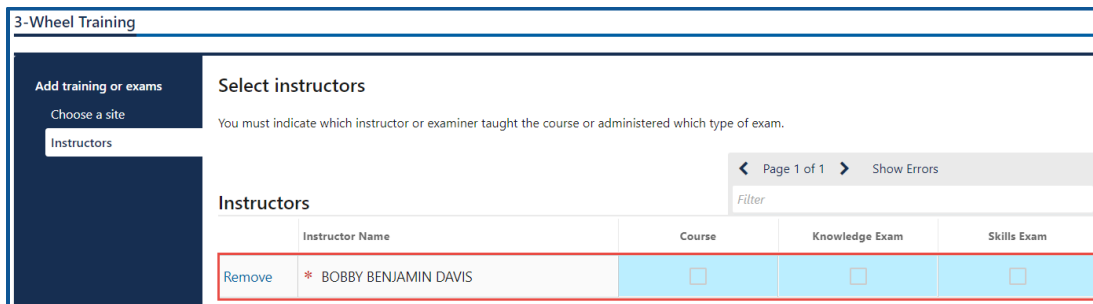 3-Wheel Training
Add training or exams
Choose a site
Instructors
Select instructors
You must indicate which instructor or examiner taught the course or administered which type of exam.
Page 1 of 1 Show Errors
Filter
Instructors
Instructor Name Course Knowledge Exam Skills Exam
Remove * BOBBY BENJAMIN DAVIS